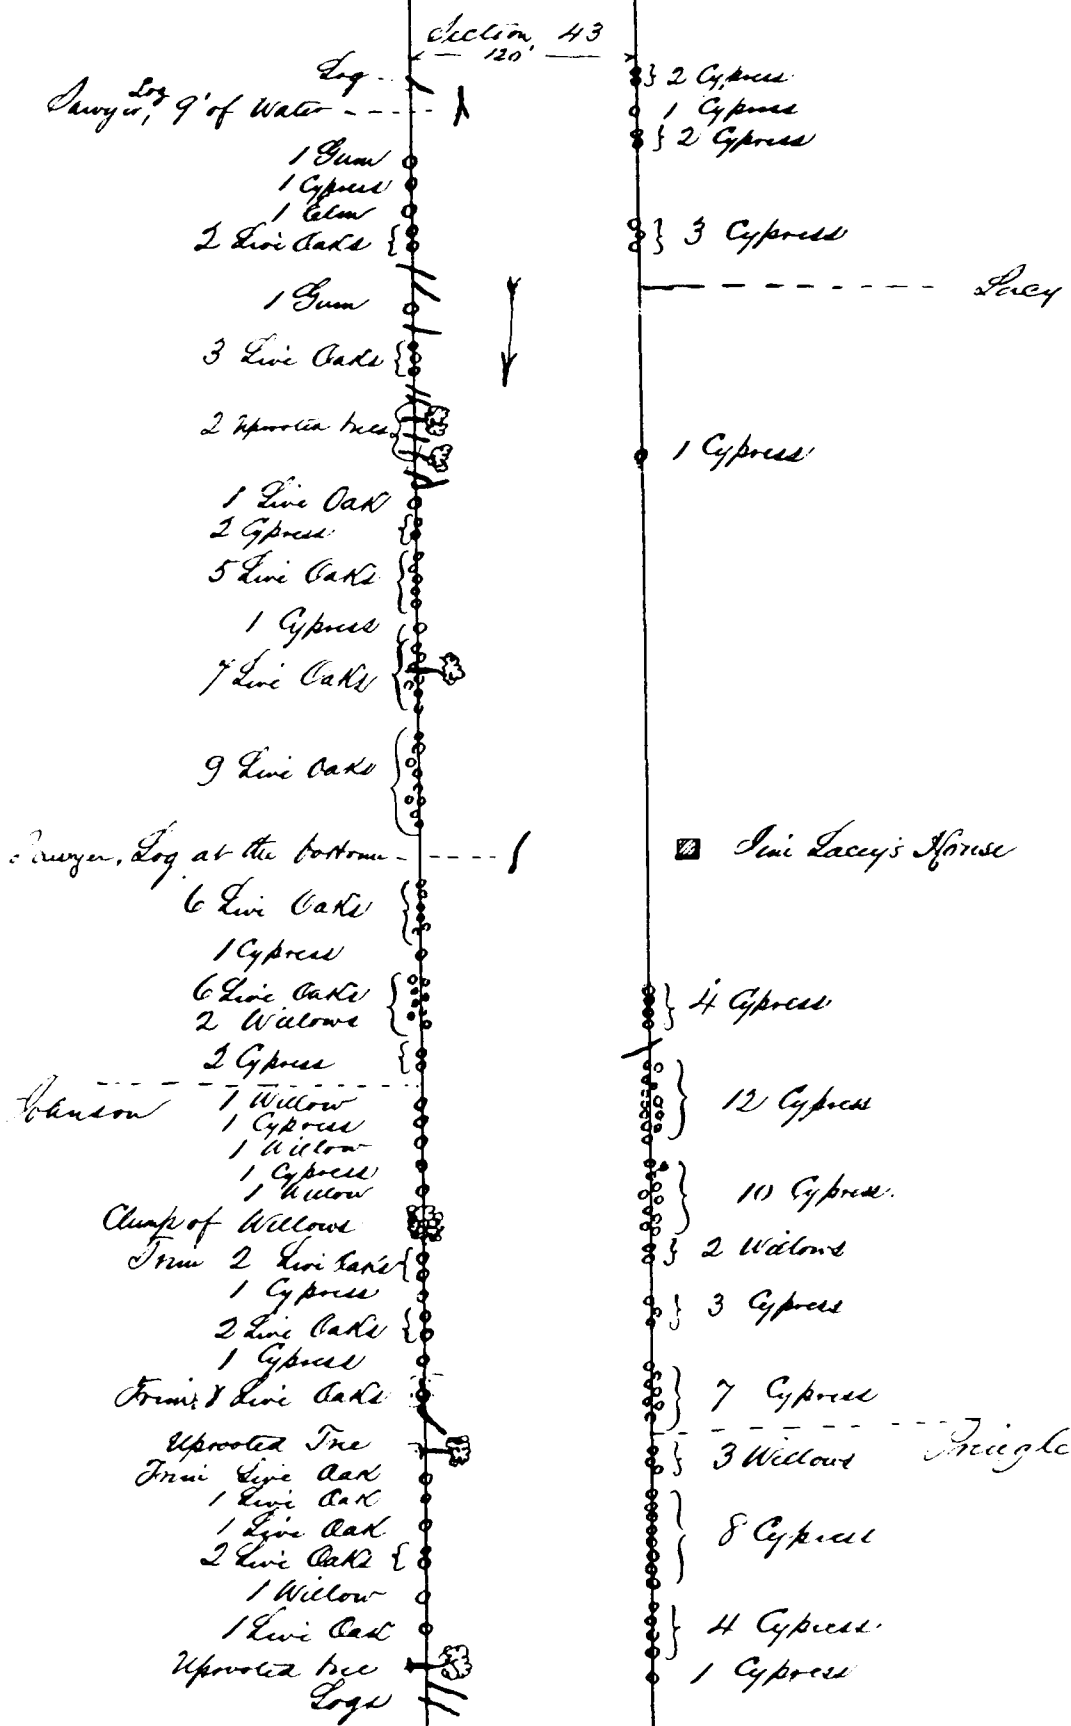 Section 43
120'
Log
2 Cypress
Log
Sawyer, 9' of Water
1 Cypress
2 Cypress
1 Gum
1 Cypress
1 Elm
2 Live Oaks
3 Cypress
Lacy
1 Gum
3 Live Oaks
2 Uprooted trees
1 Cypress
1 Live Oak
2 Cypress
5 Live Oaks
1 Cypress
7 Live Oaks
9 Live Oaks
Sawyer, Log at the bottom
Jim Lacey's House
6 Live Oaks
1 Cypress
6 Live Oaks
2 Willows
4 Cypress
2 Cypress
Johnson
1 Willow
12 Cypress
1 Cypress
1 Willow
1 Cypress
1 Willow
10 Cypress
Clump of Willows
Trim 2 Live Oaks
2 Willows
1 Cypress
3 Cypress
2 Live Oaks
1 Cypress
Trim 8 Live Oaks
7 Cypress
Uprooted Tree
3 Willows
Pringle
Trim Live Oak
1 Live Oak
1 Live Oak
8 Cypress
2 Live Oaks
1 Willow
1 Live Oak
4 Cypress
Uprooted tree
1 Cypress
Logs